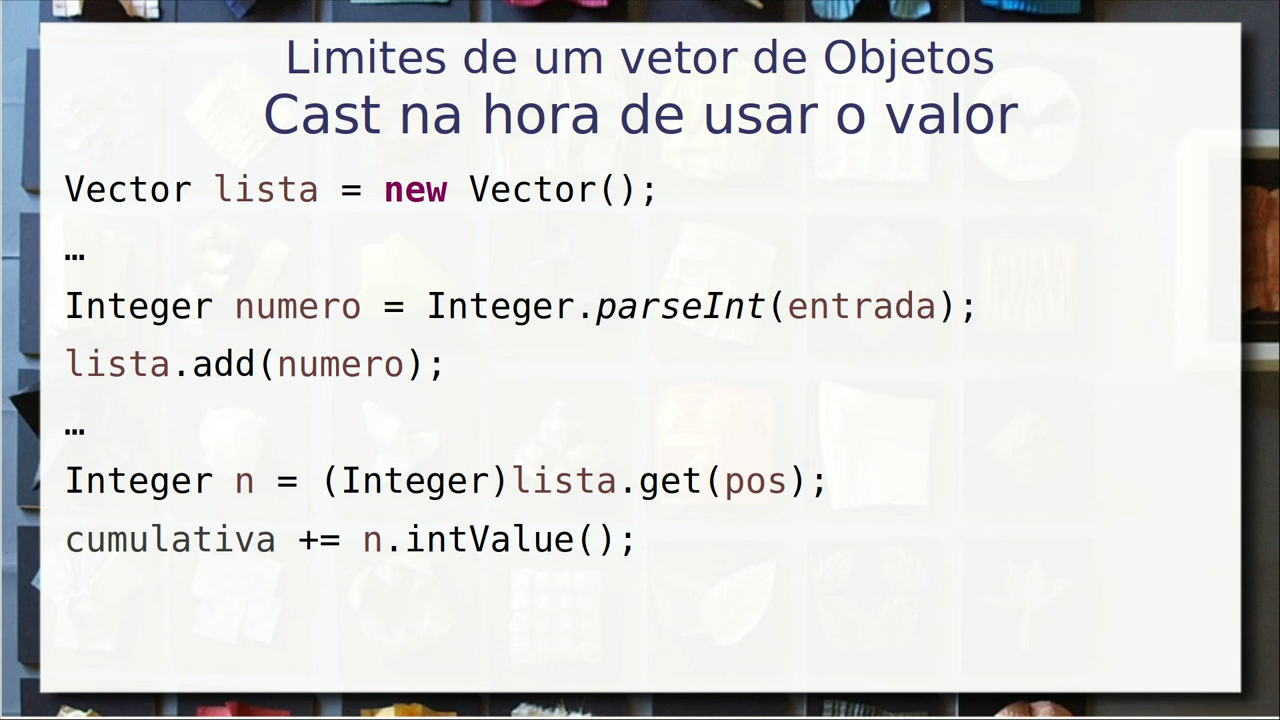 Limites de um vetor de Objetos
Cast na hora de usar o valor
Vector lista = new Vector();
…
Integer numero = Integer.parseInt(entrada);
lista.add(numero);
…
Integer n = (Integer)lista.get(pos);
cumulativa += n.intValue();